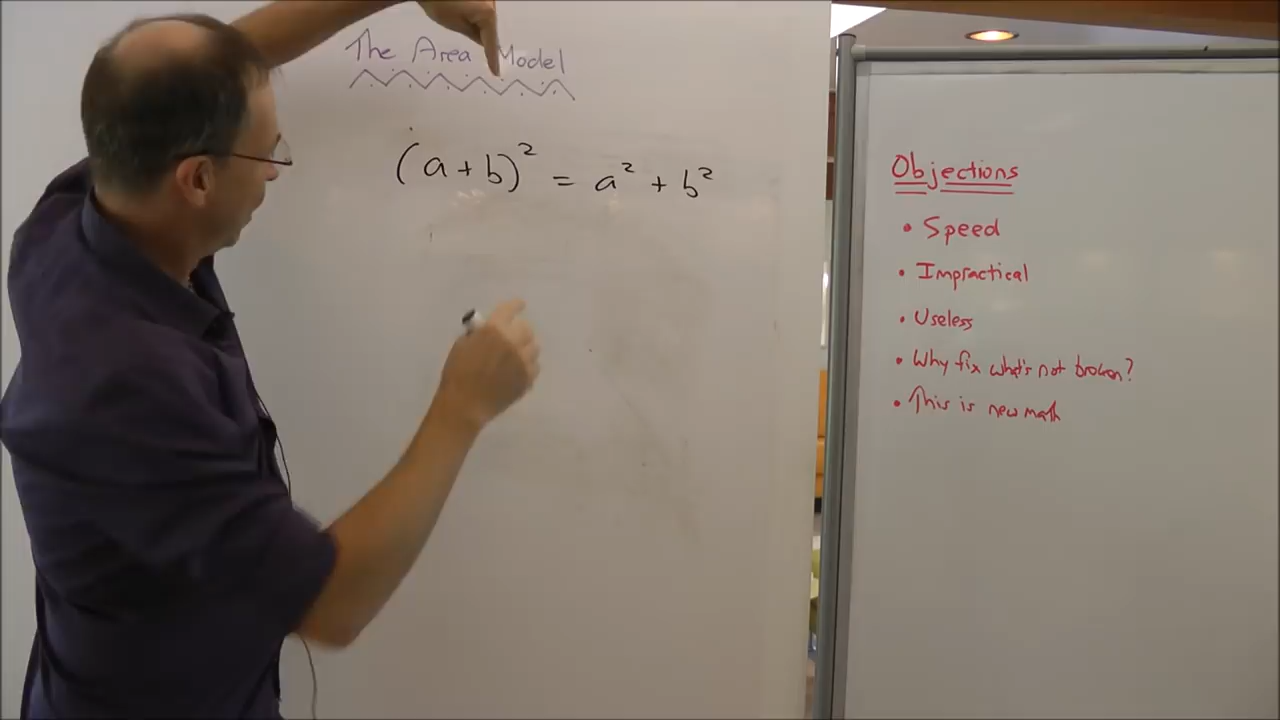 The Area Model
(a+b)² = a² + b²
Objections
• Speed
• Impractical
• Useless
• Why fix what's not broken?
• This is new math